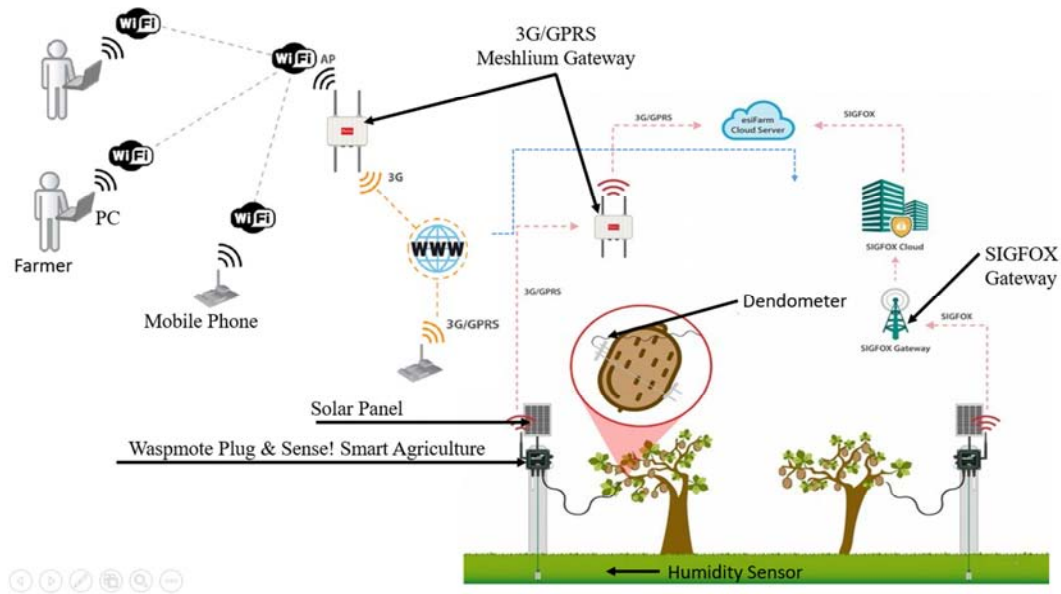 WiFi
3G/GPRS
Meshlium Gateway
WiFi AP
esiFarm
Cloud Server
3G/GPRS
SIGFOX
WiFi
3G
PC
WiFi
WWW
SIGFOX Cloud
SIGFOX
Gateway
Farmer
3G/GPRS
Dendometer
Mobile Phone
3G/GPRS
SIGFOX
SIGFOX Gateway
Solar Panel
Waspmote Plug & Sense! Smart Agriculture
Humidity Sensor